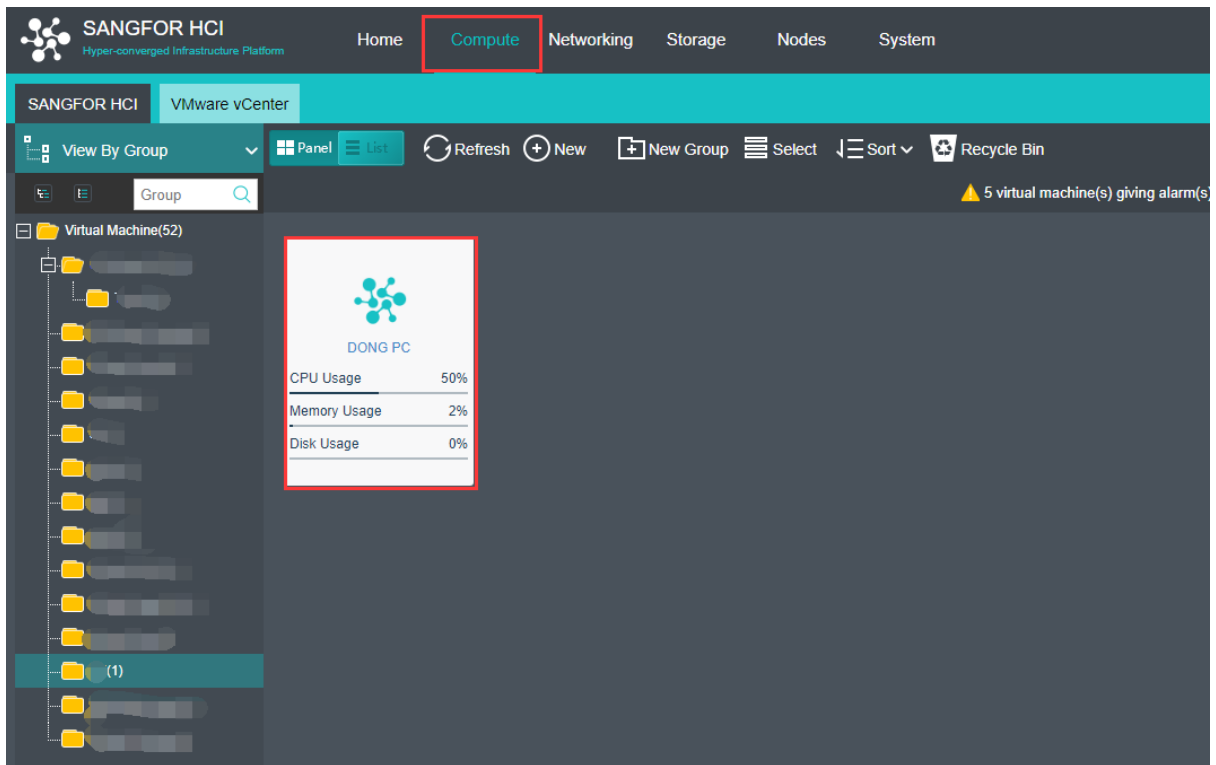 SANGFOR HCI
Hyper-converged Infrastructure Platform
Home Compute Networking Storage Nodes System
SANGFOR HCI VMware vCenter
View By Group Panel List Refresh New New Group Select Sort Recycle Bin
Group
5 virtual machine(s) giving alarm(s)
Virtual Machine(52)
DONG PC
CPU Usage 50%
Memory Usage 2%
Disk Usage 0%
(1)